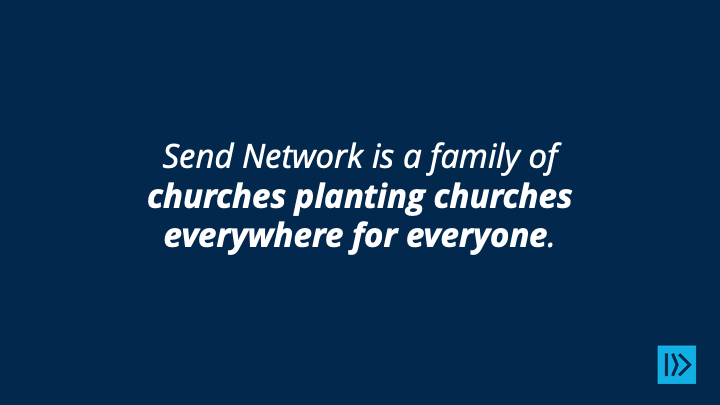 Send Network is a family of
churches planting churches
everywhere for everyone.